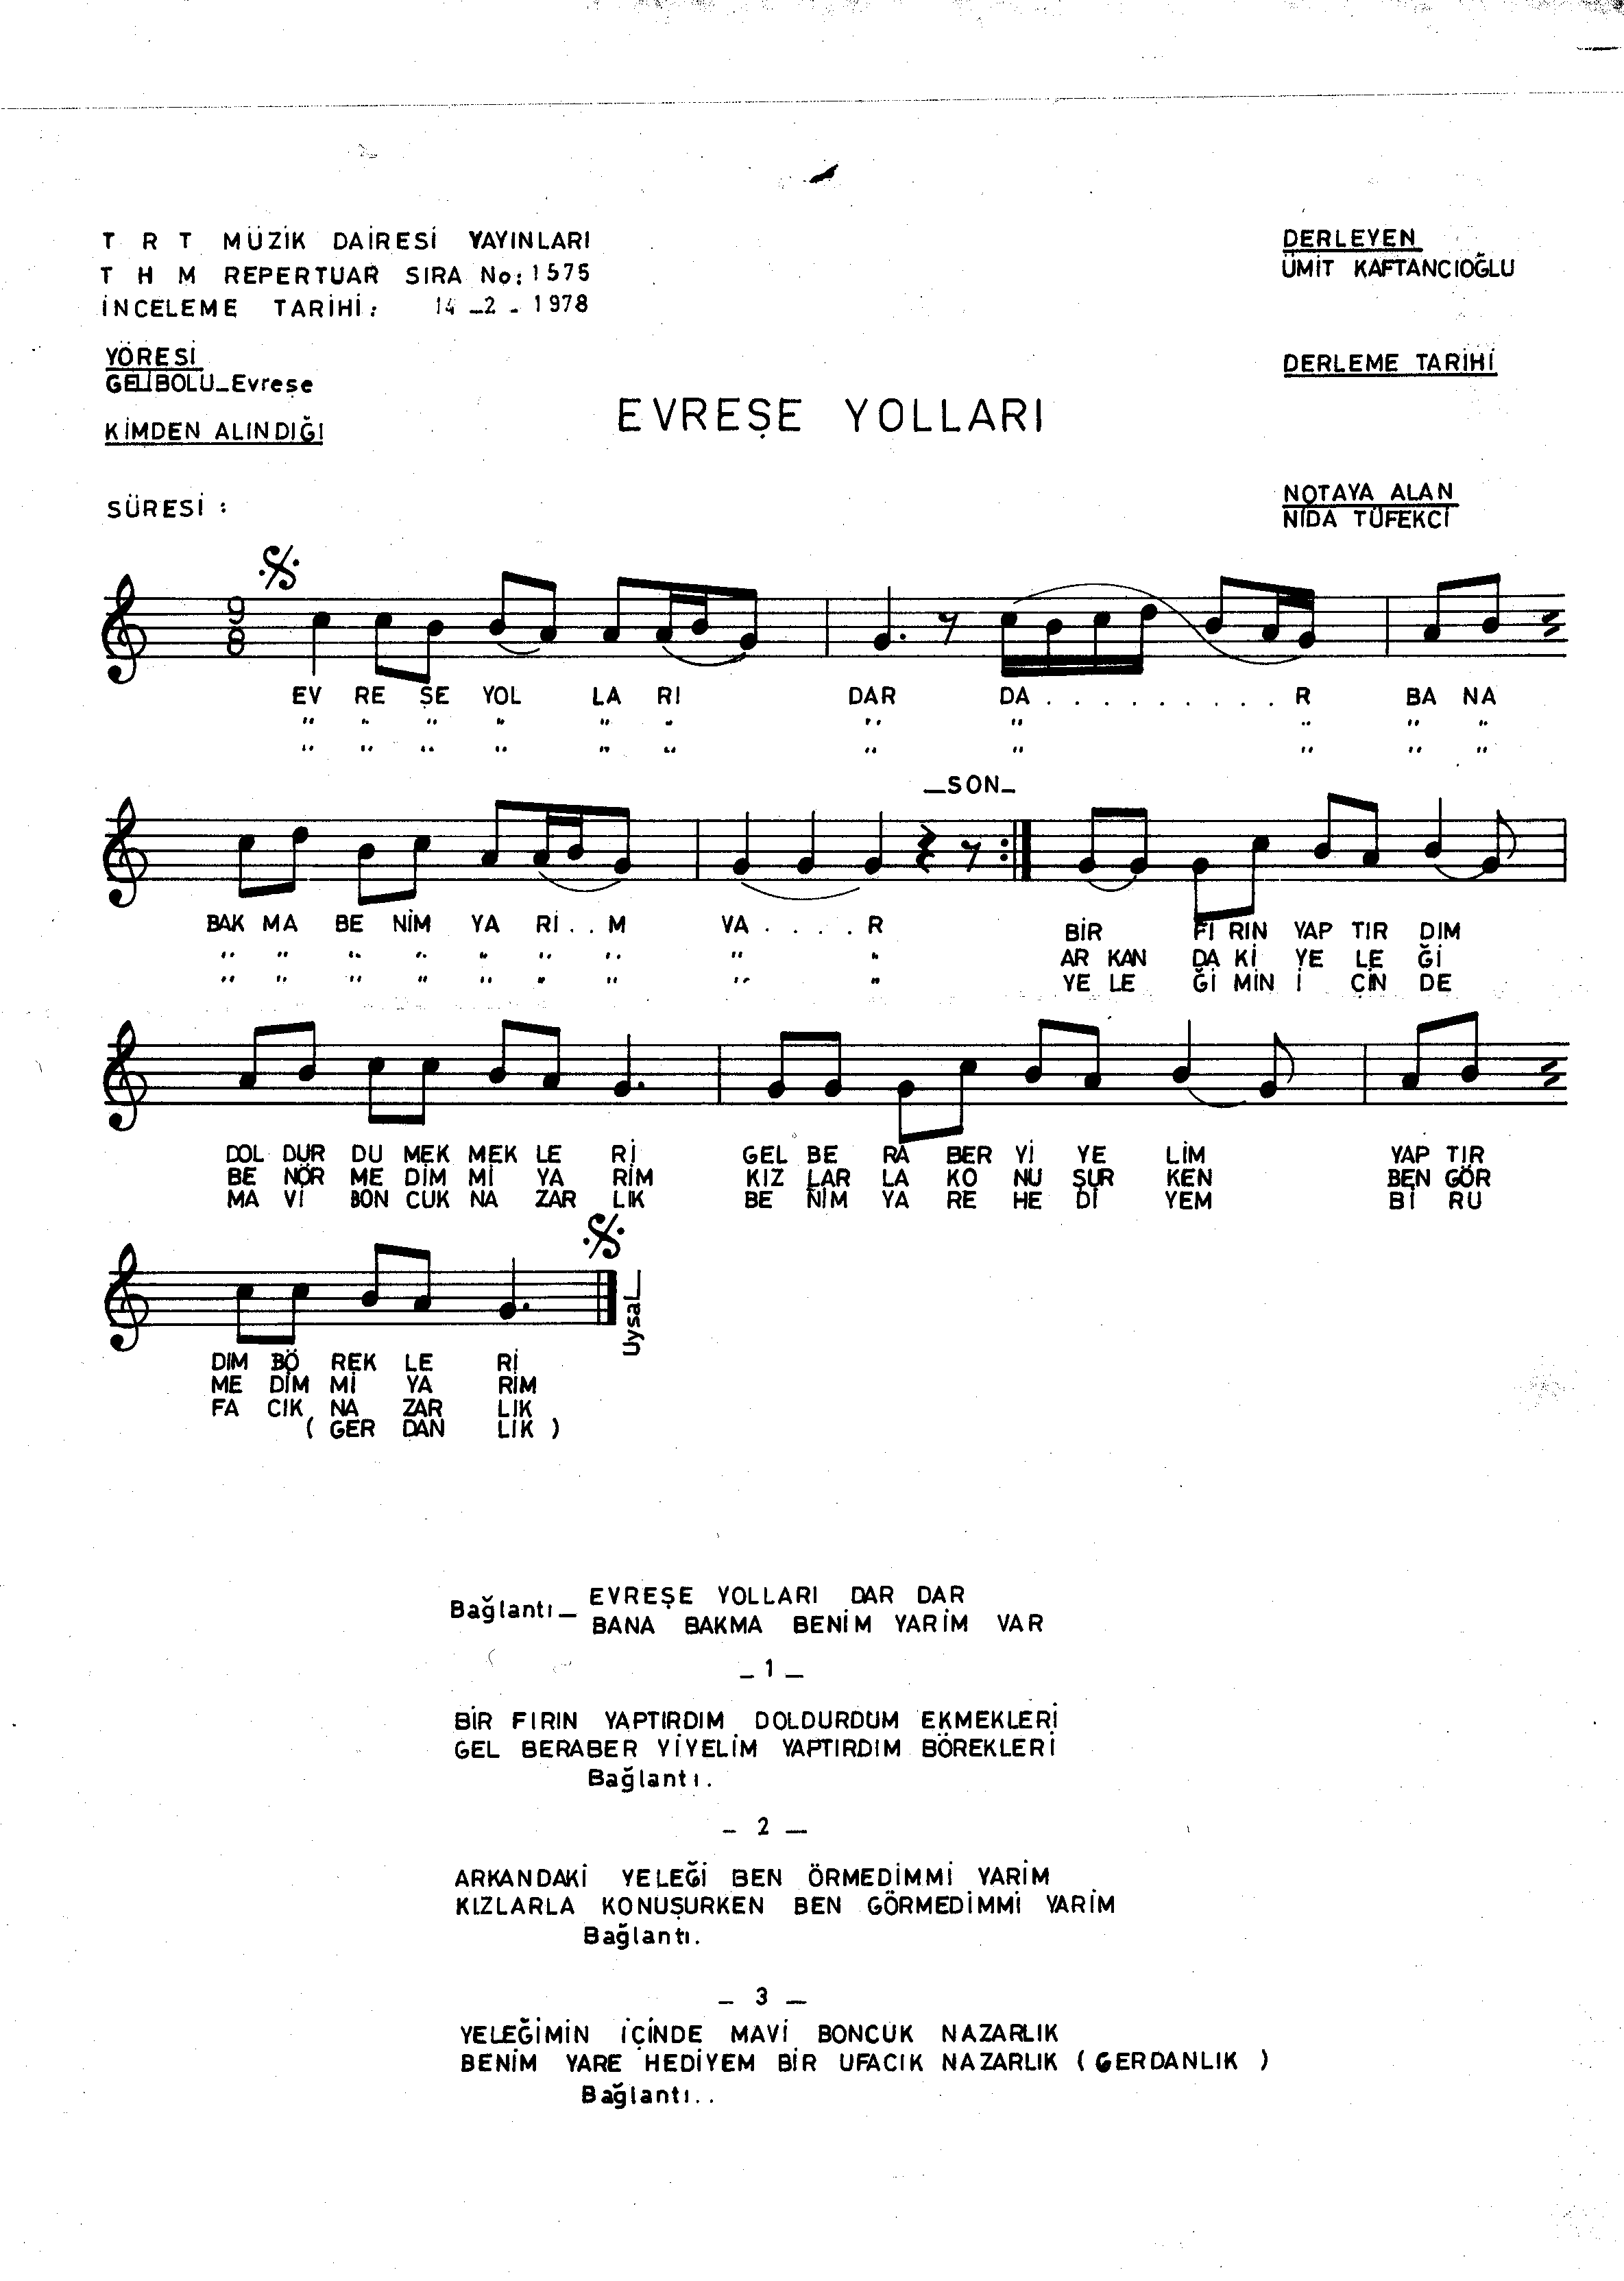 T R T MÜZİK DAİRESİ YAYINLARI
T H M REPERTUAR SIRA No: 1575
İNCELEME TARİHİ: 14 _2 - 1978
DERLEYEN
ÜMİT KAFTANCIOĞLU
YÖRESİ
GELİBOLU_Evreşe
DERLEME TARİHİ
KİMDEN ALINDIĞI
EVREŞE YOLLARI
SÜRESİ :
NOTAYA ALAN
NİDA TÜFEKCİ
9
8
EV RE ŞE YOL LA RI DAR DA . . . . . . . . . . R BA NA
" " " " " " " " " " "
" " " " " " " " " " "
_SON_
BAK MA BE NİM YA Rİ . . M VA . . . . R BİR FI RIN YAP TIR DIM
" " " " " " " " " AR KAN DA Kİ YE LE Ğİ
" " " " " " " " " YE LE Ğİ MİN İ ÇİN DE
DOL DUR DU MEK MEK LE Rİ GEL BE RA BER Yİ YE LİM YAP TIR
BE NÖR ME DİM Mİ YA RİM KIZ LAR LA KO NU ŞUR KEN BEN GÖR
MA Vİ BON CUK NA ZAR LIK BE NİM YA RE HE Dİ YEM Bİ RU
Uysal
DIM BÖ REK LE Rİ
ME DİM Mİ YA RİM
FA CIK NA ZAR LIK
( GER DAN LIK )
Bağlantı _ EVREŞE YOLLARI DAR DAR
BANA BAKMA BENİM YARİM VAR
_ 1 _
BİR FIRIN YAPTIRDIM DOLDURDUM EKMEKLERİ
GEL BERABER YİYELİM YAPTIRDIM BÖREKLERİ
Bağlantı.
_ 2 _
ARKANDAKİ YELEĞİ BEN ÖRMEDİMMİ YARİM
KIZLARLA KONUŞURKEN BEN GÖRMEDİMMİ YARİM
Bağlantı.
_ 3 _
YELEĞİMİN İÇİNDE MAVİ BONCUK NAZARLIK
BENİM YARE HEDİYEM BİR UFACIK NAZARLIK ( GERDANLIK )
Bağlantı..